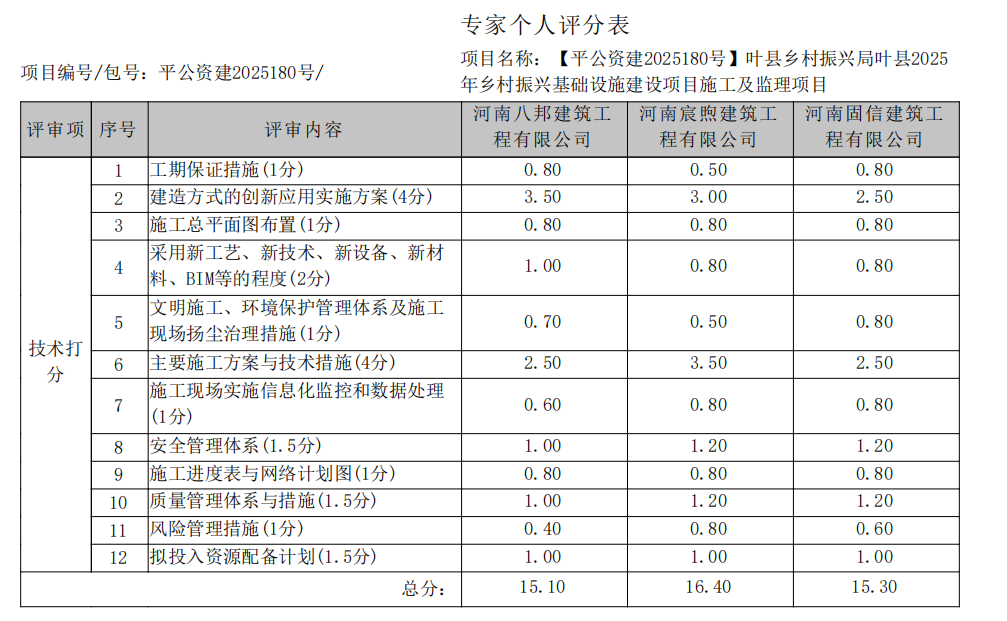 专家个人评分表
项目编号/包号：平公资建2025180号/
项目名称：【平公资建2025180号】叶县乡村振兴局叶县2025
年乡村振兴基础设施建设项目施工及监理项目
评审项 序号 评审内容 河南八邦建筑工 河南宸煦建筑工 河南固信建筑工
程有限公司 程有限公司 程有限公司
1 工期保证措施(1分) 0.80 0.50 0.80
2 建造方式的创新应用实施方案(4分) 3.50 3.00 2.50
3 施工总平面图布置(1分) 0.80 0.80 0.80
4 采用新工艺、新技术、新设备、新材
料、BIM等的程度(2分) 1.00 0.80 0.80
5 文明施工、环境保护管理体系及施工
现场扬尘治理措施(1分) 0.70 0.50 0.80
技术打
分
6 主要施工方案与技术措施(4分) 2.50 3.50 2.50
7 施工现场实施信息化监控和数据处理
(1分) 0.60 0.80 0.80
8 安全管理体系(1.5分) 1.00 1.20 1.20
9 施工进度表与网络计划图(1分) 0.80 0.80 0.80
10 质量管理体系与措施(1.5分) 1.00 1.20 1.20
11 风险管理措施(1分) 0.40 0.80 0.60
12 拟投入资源配备计划(1.5分) 1.00 1.00 1.00
总分： 15.10 16.40 15.30